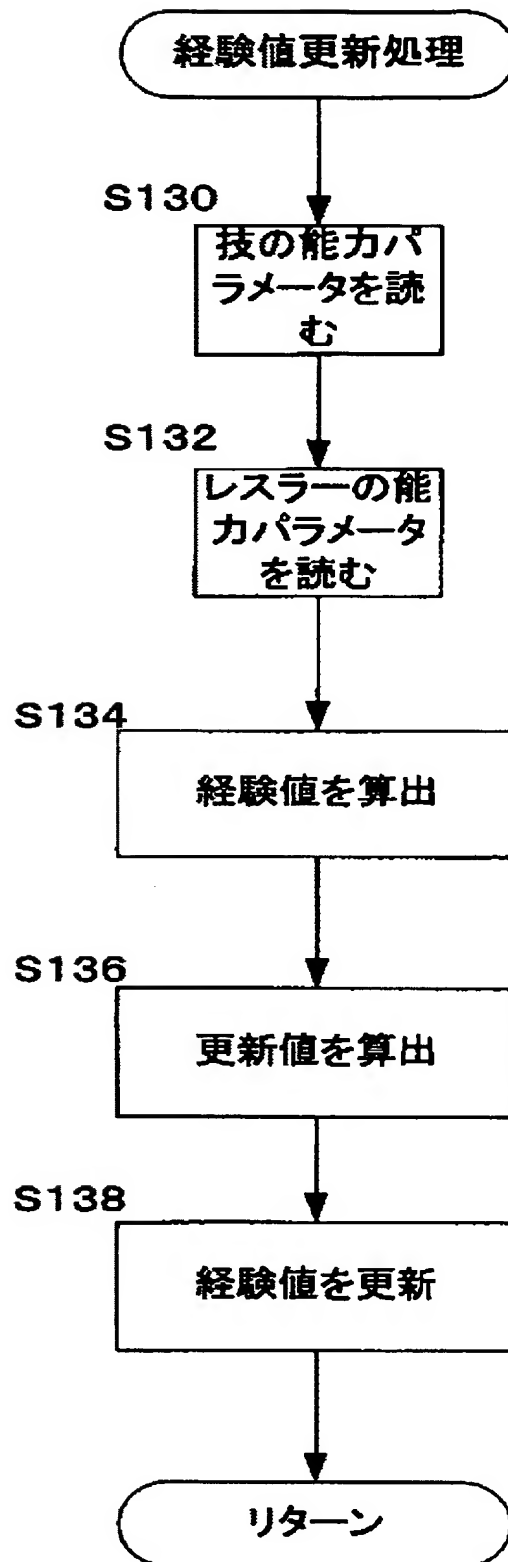 経験値更新処理
S130
技の能力パ
ラメータを読
む
S132
レスラーの能
力パラメータ
を読む
S134
経験値を算出
S136
更新値を算出
S138
経験値を更新
リターン